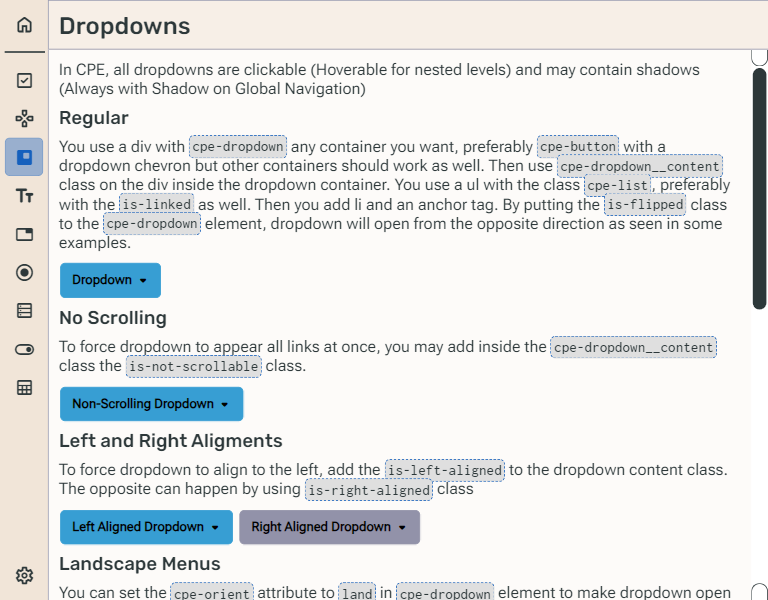 Dropdowns
In CPE, all dropdowns are clickable (Hoverable for nested levels) and may contain shadows
(Always with Shadow on Global Navigation)
Regular
You use a div with cpe-dropdown any container you want, preferably cpe-button with a
dropdown chevron but other containers should work as well. Then use cpe-dropdown__content
class on the div inside the dropdown container. You use a ul with the class cpe-list, preferably
with the is-linked as well. Then you add li and an anchor tag. By putting the is-flipped class
to the cpe-dropdown element, dropdown will open from the opposite direction as seen in some
examples.
Dropdown
No Scrolling
To force dropdown to appear all links at once, you may add inside the cpe-dropdown__content
class the is-not-scrollable class.
Non-Scrolling Dropdown
Left and Right Aligments
To force dropdown to align to the left, add the is-left-aligned to the dropdown content class.
The opposite can happen by using is-right-aligned class
Left Aligned Dropdown Right Aligned Dropdown
Landscape Menus
You can set the cpe-orient attribute to land in cpe-dropdown element to make dropdown open